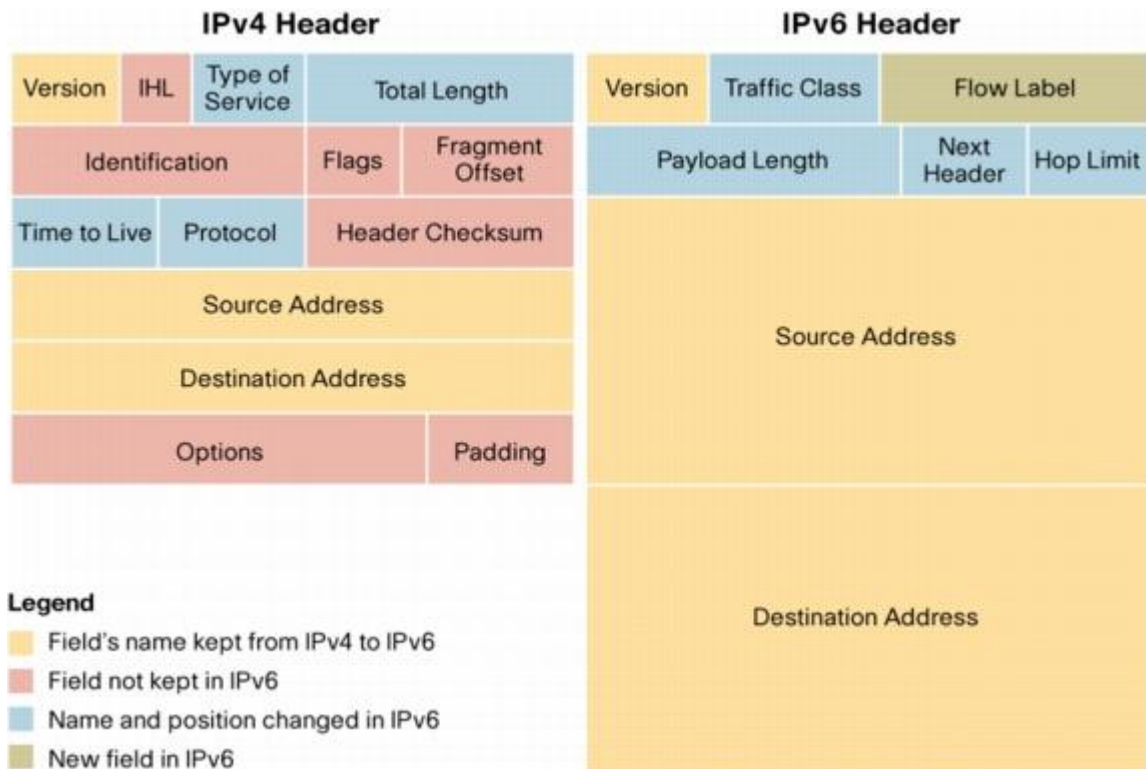 IPv4 Header
IPv6 Header
Version
IHL
Type of
Service
Total Length
Identification
Flags
Fragment
Offset
Time to Live
Protocol
Header Checksum
Source Address
Destination Address
Options
Padding
Version
Traffic Class
Flow Label
Payload Length
Next
Header
Hop Limit
Source Address
Destination Address
Legend
Field's name kept from IPv4 to IPv6
Field not kept in IPv6
Name and position changed in IPv6
New field in IPv6